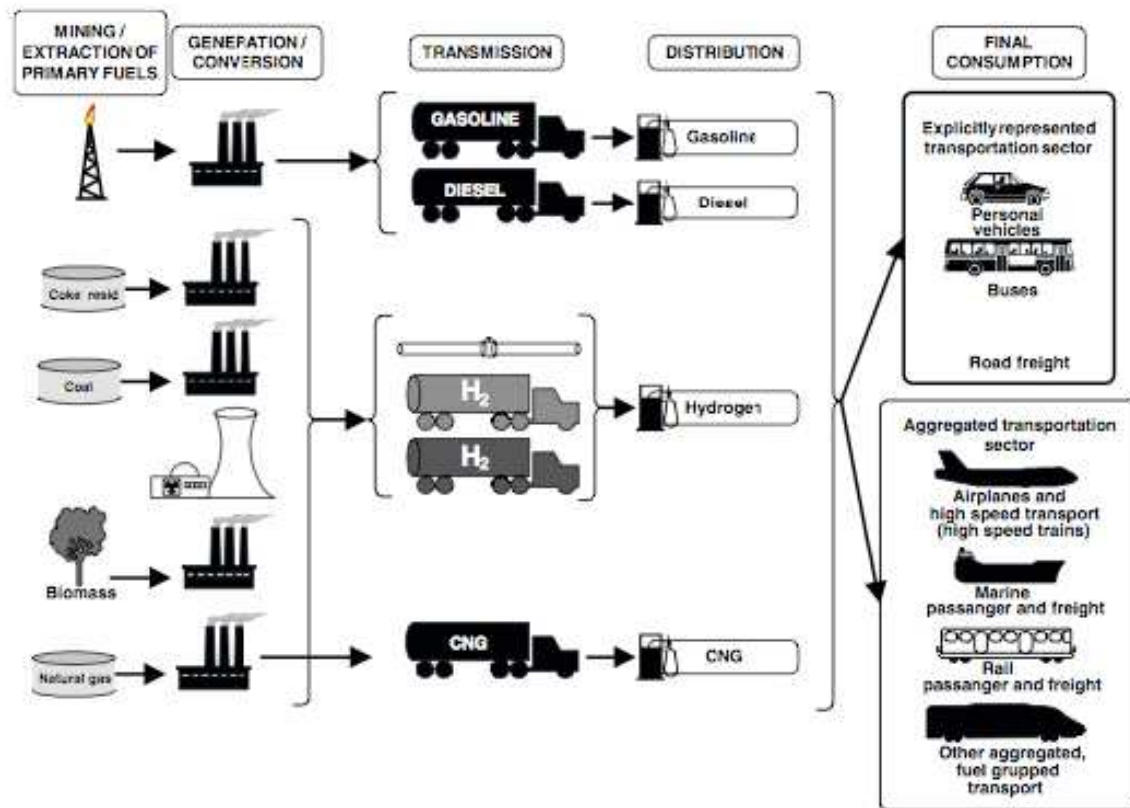 MINING /
EXTRACTION OF
PRIMARY FUELS
GENERATION /
CONVERSION
TRANSMISSION
DISTRIBUTION
FINAL
CONSUMPTION
GASOLINE
Gasoline
DIESEL
Diesel
Coke resid
Coal
Biomass
Natural gas
H2
H2
Hydrogen
CNG
CNG
Explicitly represented
transportation sector
Personal
vehicles
Buses
Road freight
Aggregated transportation
sector
Airplanes and
high speed transport
(high speed trains)
Marine
passanger and freight
Rail
passanger and freight
Other aggregated,
fuel grupped
transport